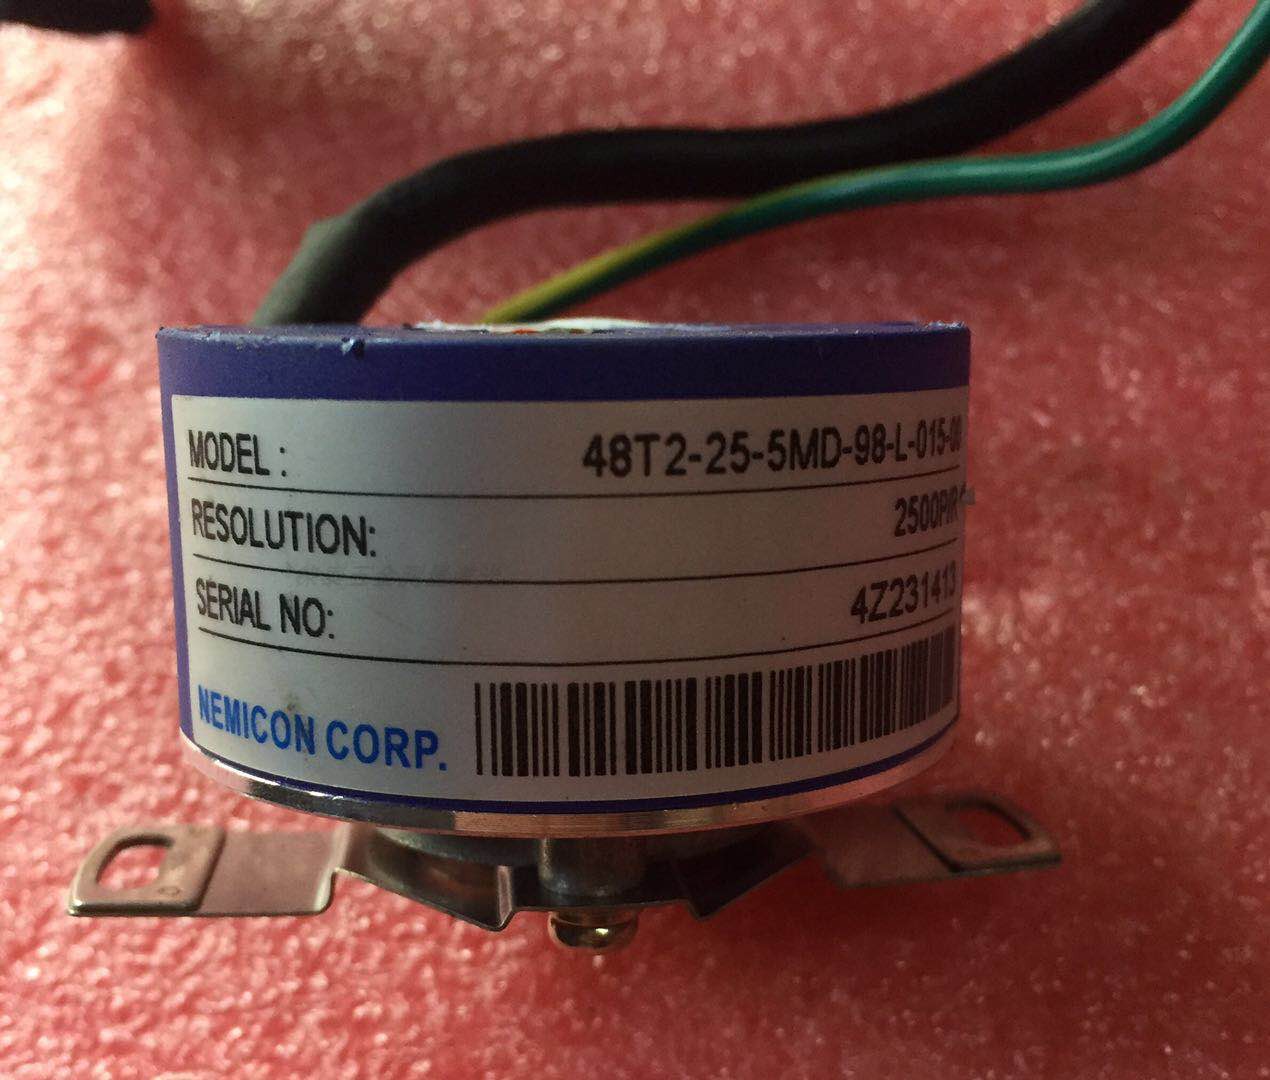 MODEL : 48T2-25-5MD-98-L-015-00
RESOLUTION: 2500P/R
SERIAL NO: 4Z231413
NEMICON CORP.